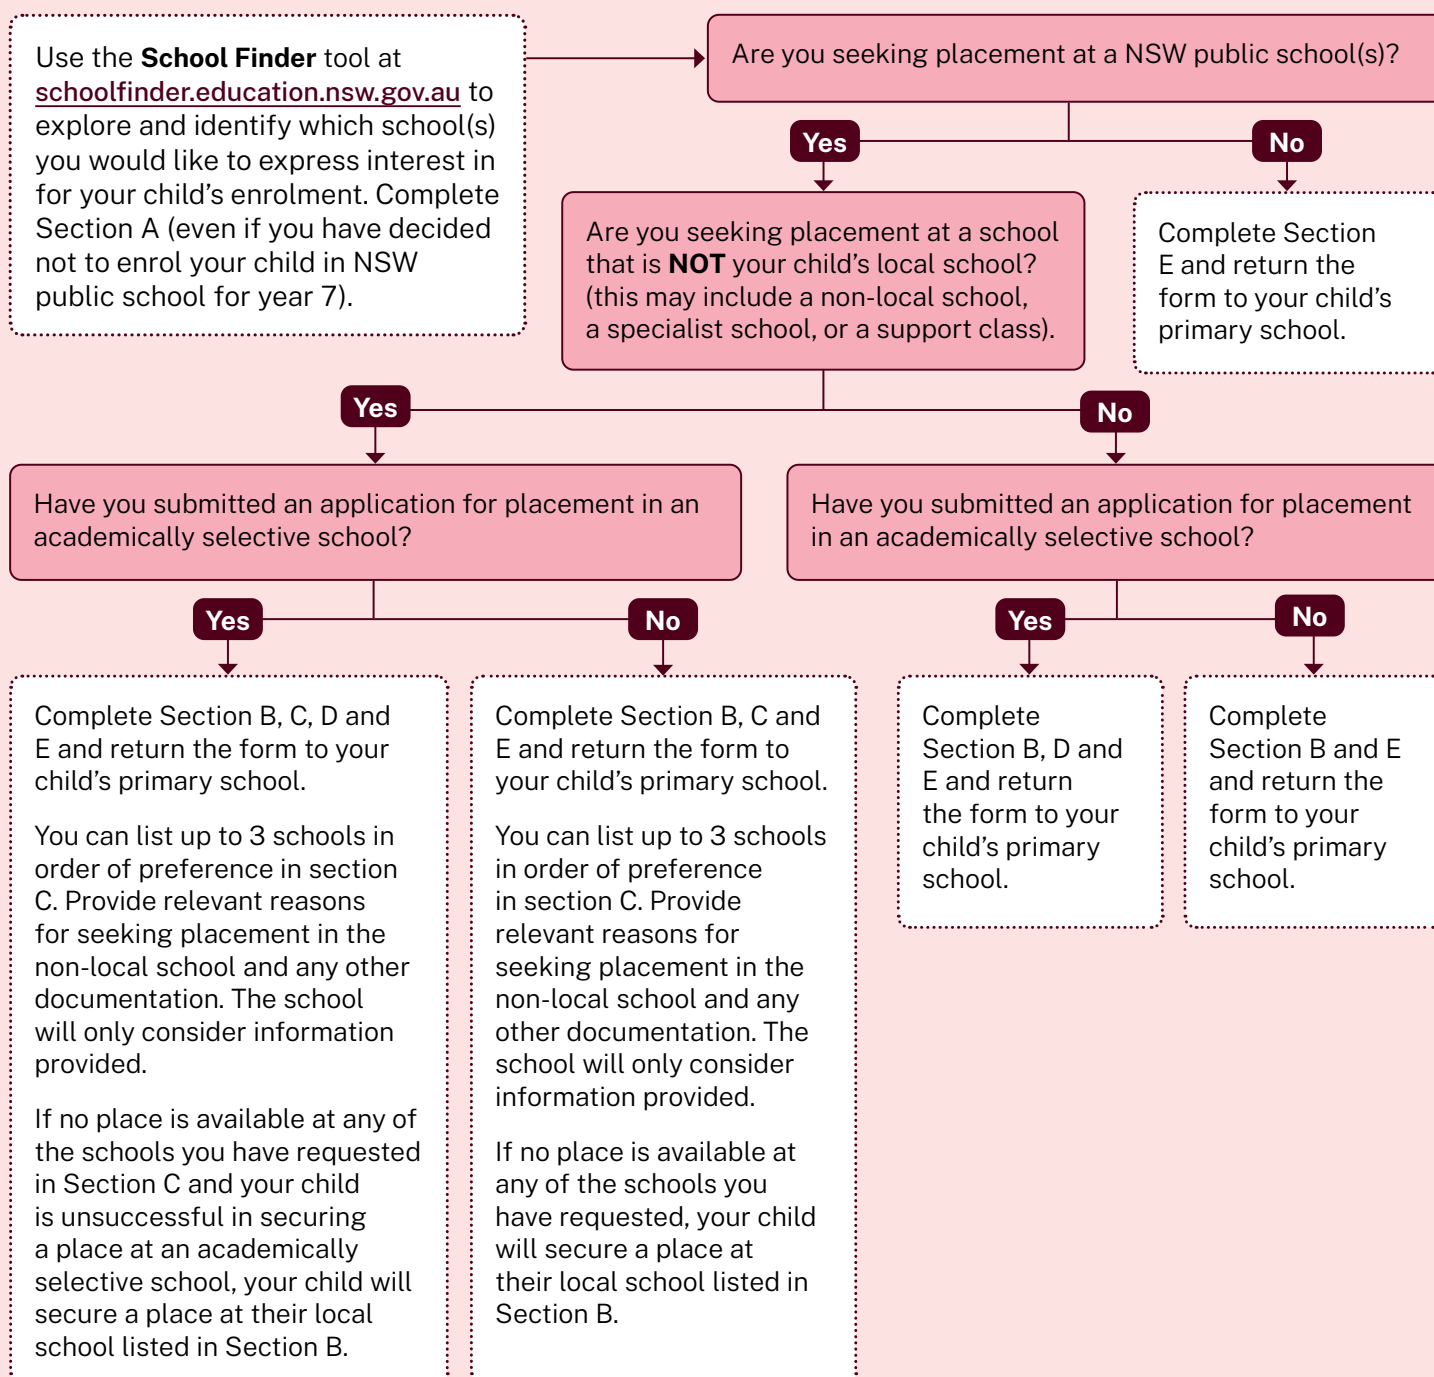 Use the School Finder tool at
schoolfinder.education.nsw.gov.au to
explore and identify which school(s)
you would like to express interest in
for your child’s enrolment. Complete
Section A (even if you have decided
not to enrol your child in NSW
public school for year 7).
Are you seeking placement at a NSW public school(s)?
Yes
No
Are you seeking placement at a school
that is NOT your child’s local school?
(this may include a non-local school,
a specialist school, or a support class).
Complete Section
E and return the
form to your child’s
primary school.
Yes
No
Have you submitted an application for placement in an
academically selective school?
Have you submitted an application for placement
in an academically selective school?
Yes
No
Yes
No
Complete Section B, C, D and
E and return the form to your
child’s primary school.
You can list up to 3 schools in
order of preference in section
C. Provide relevant reasons
for seeking placement in the
non-local school and any other
documentation. The school
will only consider information
provided.
If no place is available at any of
the schools you have requested
in Section C and your child
is unsuccessful in securing
a place at an academically
selective school, your child will
secure a place at their local
school listed in Section B.
Complete Section B, C and
E and return the form to
your child’s primary school.
You can list up to 3 schools
in order of preference
in section C. Provide
relevant reasons for
seeking placement in the
non-local school and any
other documentation. The
school will only consider
information provided.
If no place is available at
any of the schools you
have requested, your child
will secure a place at
their local school listed in
Section B.
Complete
Section B, D and
E and return
the form to your
child’s primary
school.
Complete
Section B and E
and return the
form to your
child’s primary
school.